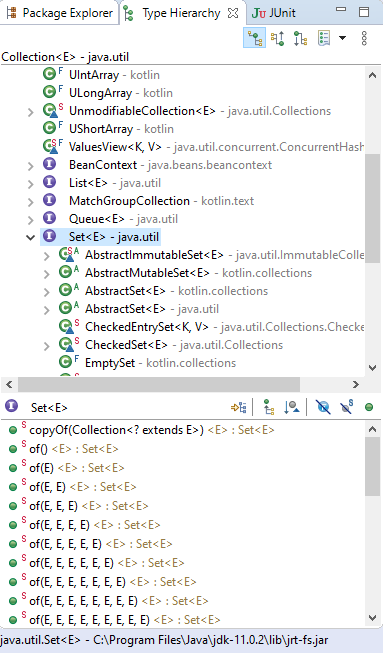 Package Explorer Type Hierarchy JUnit
Collection<E> - java.util
UIntArray - kotlin
ULongArray - kotlin
UnmodifiableCollection<E> - java.util.Collections
UShortArray - kotlin
ValuesView<K, V> - java.util.concurrent.ConcurrentHash
BeanContext - java.beans.beancontext
List<E> - java.util
MatchGroupCollection - kotlin.text
Queue<E> - java.util
Set<E> - java.util
AbstractImmutableSet<E> - java.util.ImmutableColle
AbstractMutableSet<E> - kotlin.collections
AbstractSet<E> - kotlin.collections
AbstractSet<E> - java.util
CheckedEntrySet<K, V> - java.util.Collections.Checke
CheckedSet<E> - java.util.Collections
EmptySet - kotlin.collections
Set<E>
copyOf(Collection<? extends E>) <E> : Set<E>
of() <E> : Set<E>
of(E) <E> : Set<E>
of(E, E) <E> : Set<E>
of(E, E, E) <E> : Set<E>
of(E, E, E, E) <E> : Set<E>
of(E, E, E, E, E) <E> : Set<E>
of(E, E, E, E, E, E) <E> : Set<E>
of(E, E, E, E, E, E, E) <E> : Set<E>
of(E, E, E, E, E, E, E, E) <E> : Set<E>
of(E, E, E, E, E, E, E, E, E) <E> : Set<E>
java.util.Set<E> - C:\Program Files\Java\jdk-11.0.2\lib\jrt-fs.jar